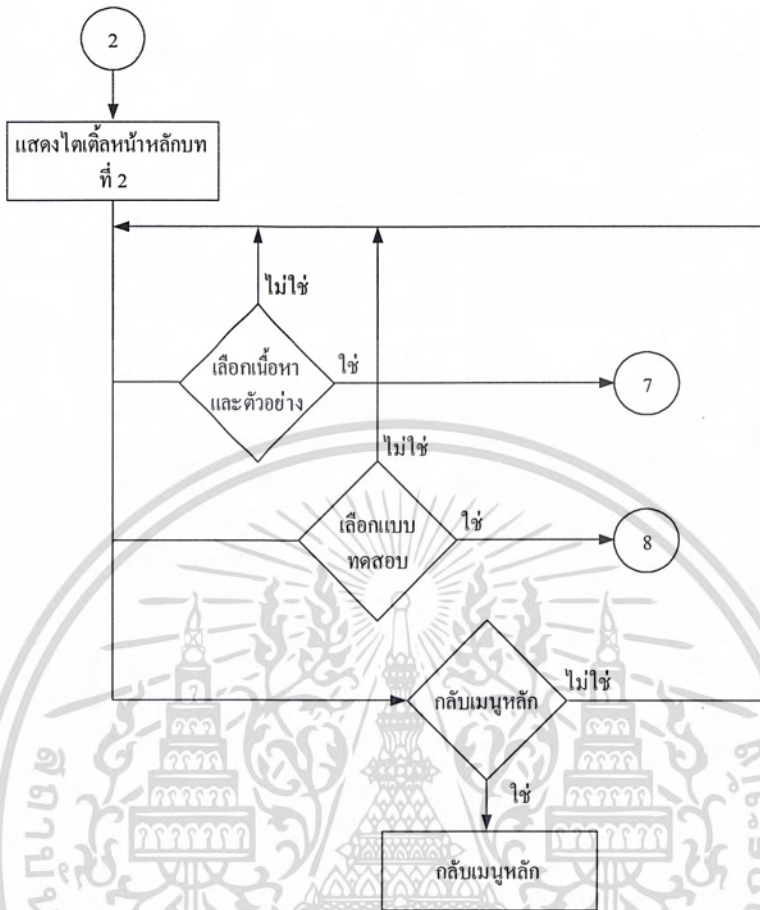 2
แสดงไตเติ้ลหน้าหลักบท
ที่ 2
ไม่ใช่
เลือกเนื้อหา
และตัวอย่าง
ใช่
7
ไม่ใช่
เลือกแบบ
ทดสอบ
ใช่
8
กลับเมนูหลัก
ไม่ใช่
ใช่
กลับเมนูหลัก